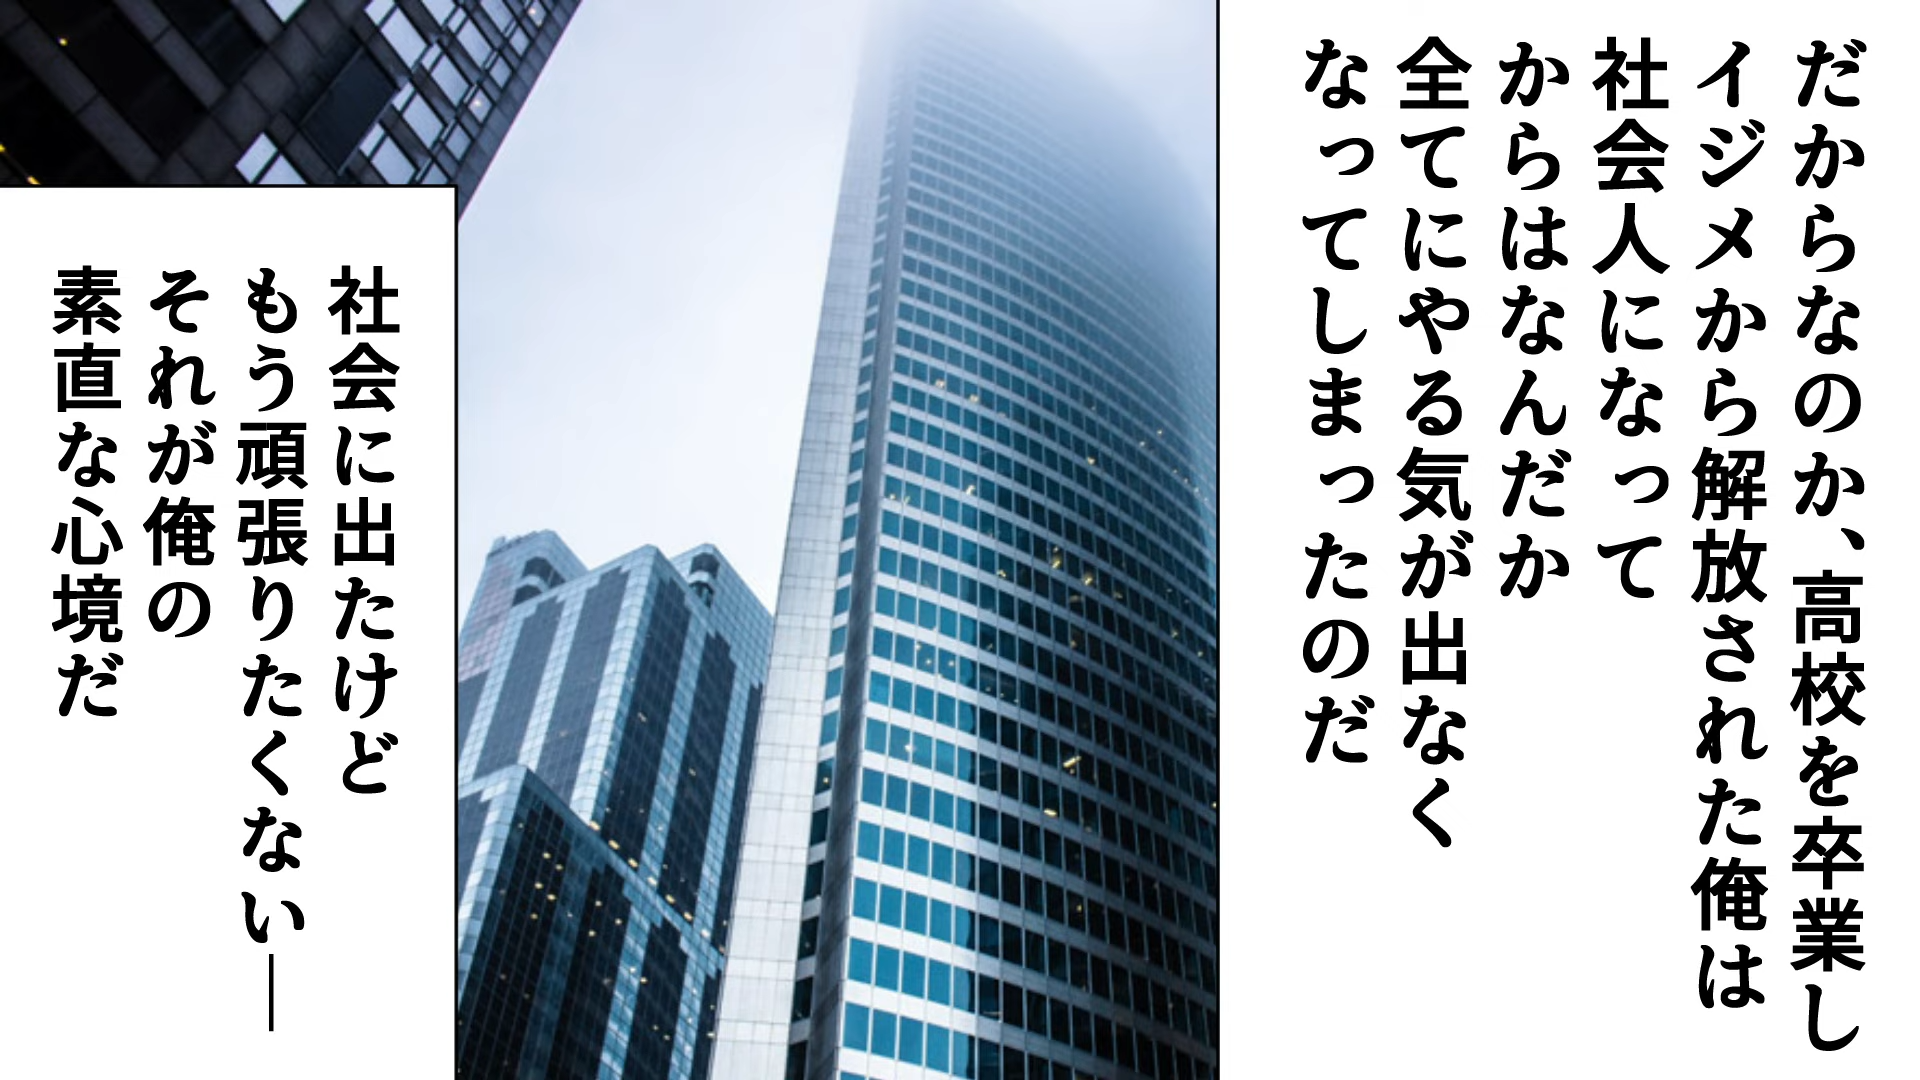 だからなのか、高校を卒業し
イジメから解放された俺は
社会人になって
からはなんだか
全てにやる気が出なく
なってしまったのだ
社会に出たけど
もう頑張りたくない―
それが俺の
素直な心境だ